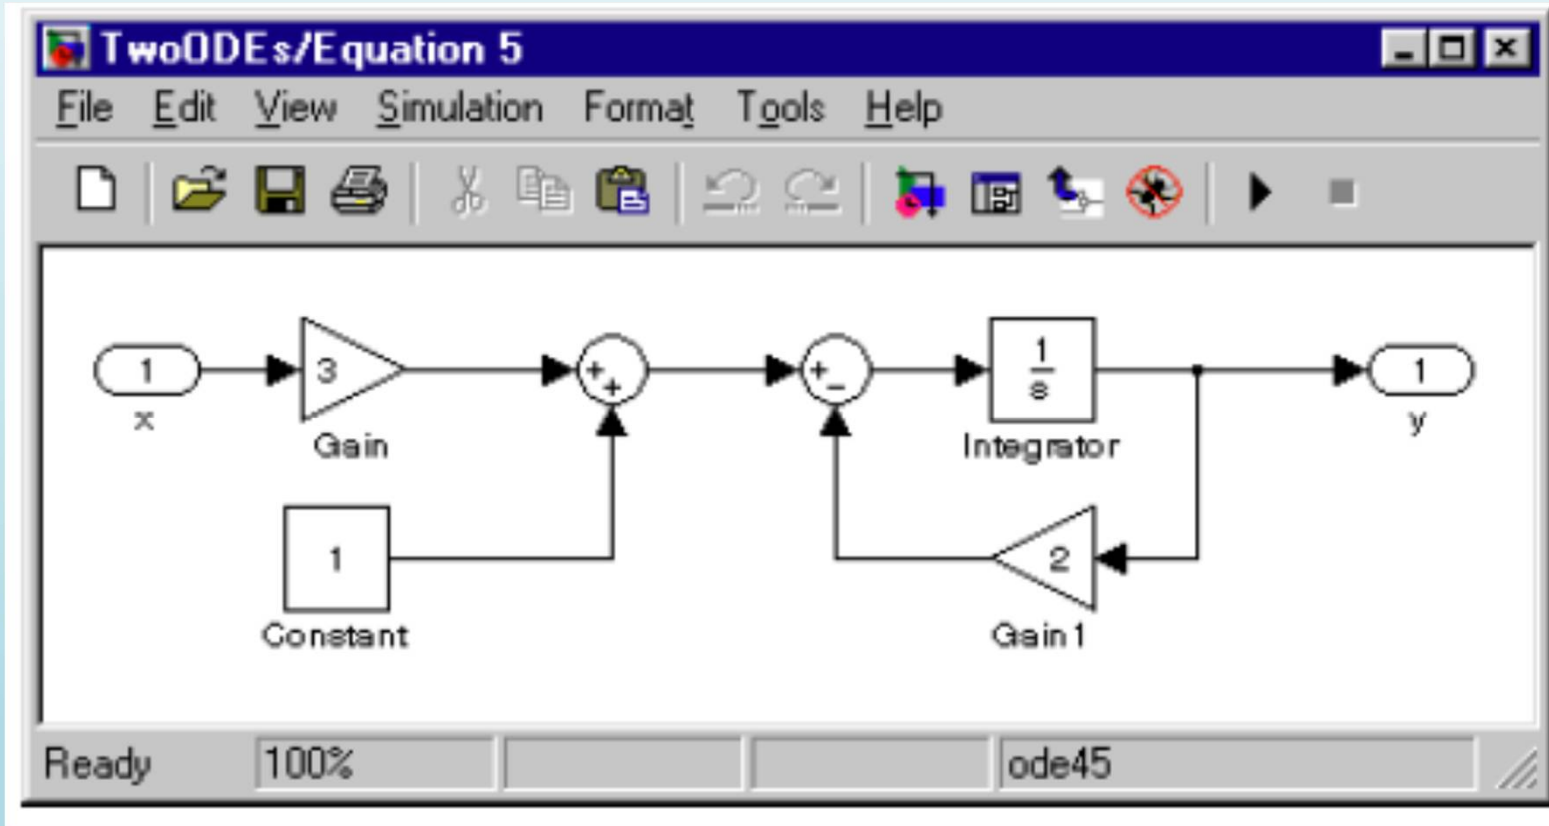 TwoODEs/Equation 5
File Edit View Simulation Format Tools Help
1 3 + + + − 1 s 1
x Gain Integrator y
1 2
Constant Gain1
Ready 100% ode45